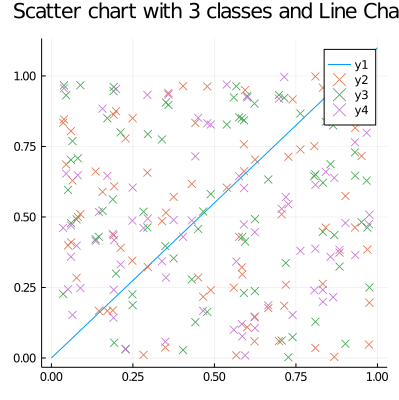 Scatter chart with 3 classes and Line Cha
1.00
0.75
0.50
0.25
0.00
0.00 0.25 0.50 0.75 1.00
y1
y2
y3
y4